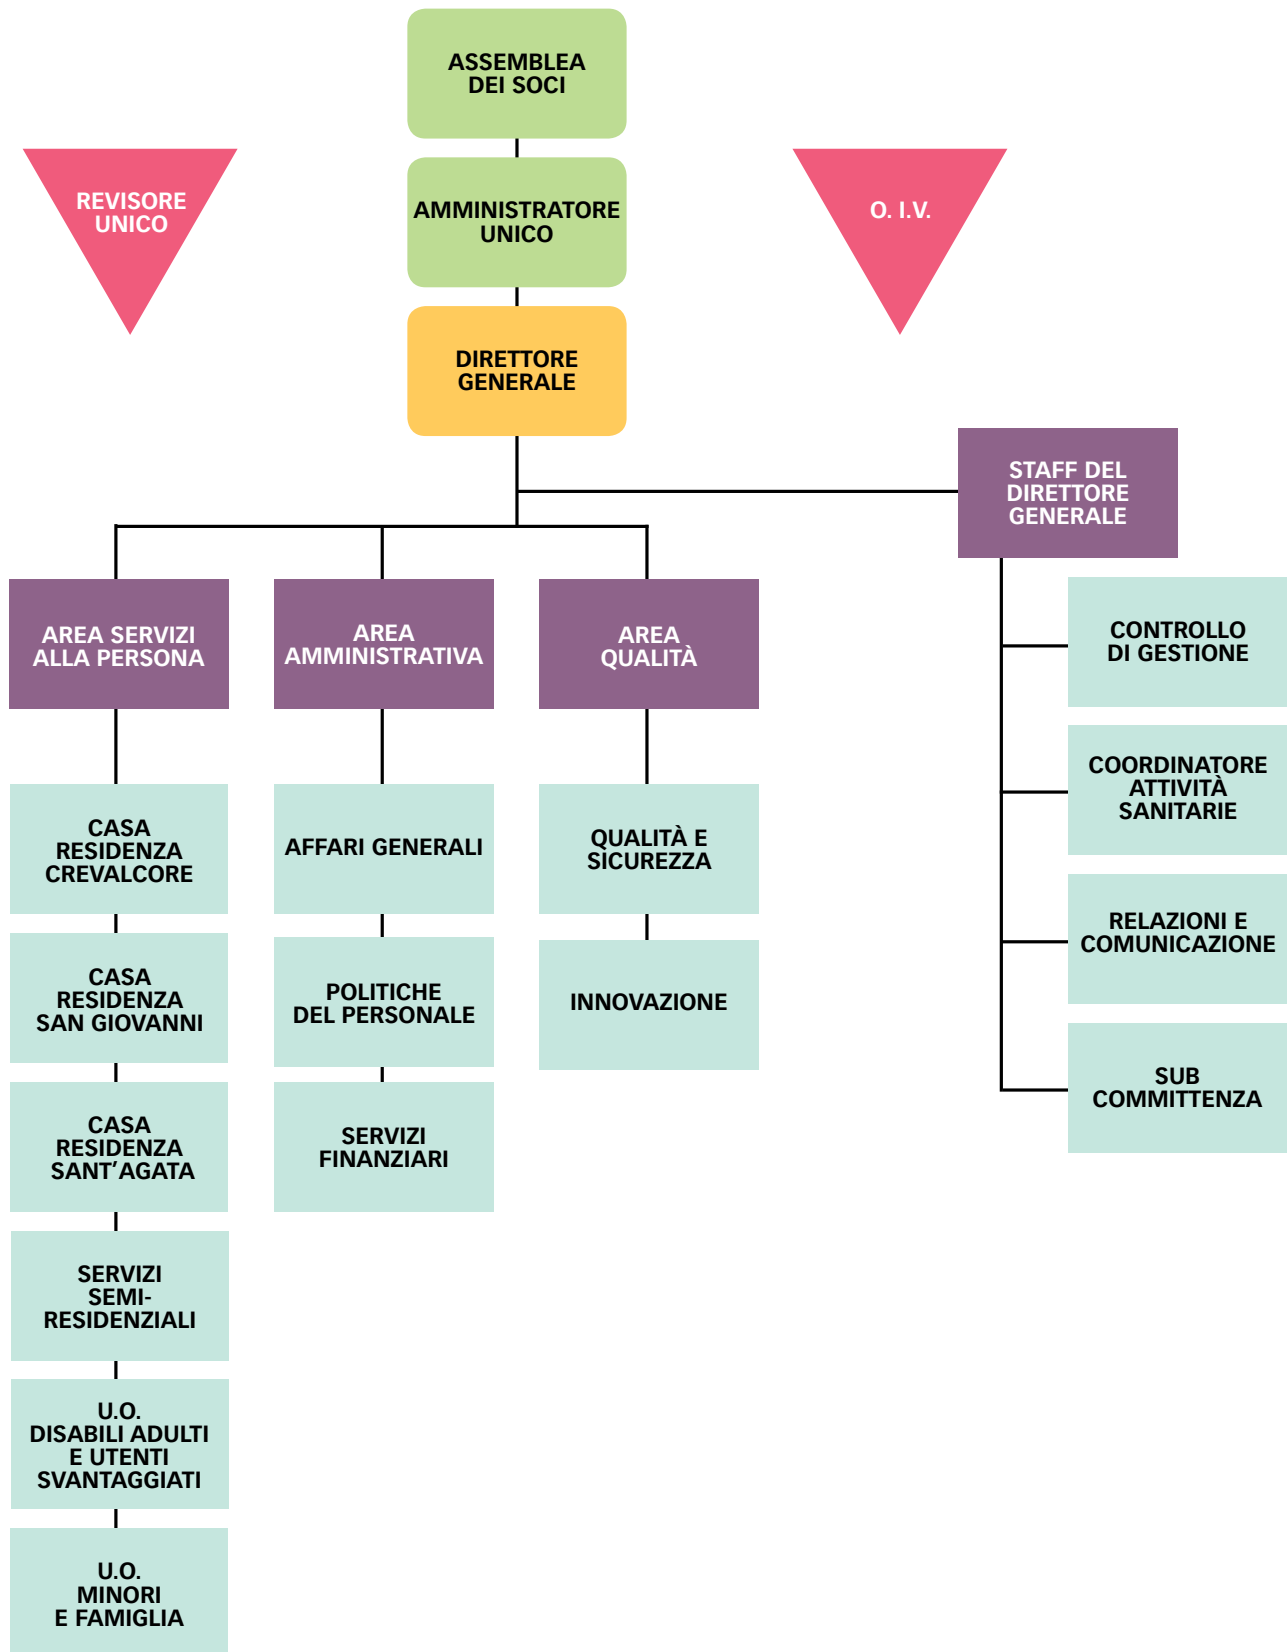 ASSEMBLEA
DEI SOCI
REVISORE
UNICO
AMMINISTRATORE
UNICO
O. I.V.
DIRETTORE
GENERALE
STAFF DEL
DIRETTORE
GENERALE
AREA SERVIZI
ALLA PERSONA
AREA
AMMINISTRATIVA
AREA
QUALITÀ
CONTROLLO
DI GESTIONE
COORDINATORE
ATTIVITÀ
SANITARIE
RELAZIONI E
COMUNICAZIONE
SUB
COMMITTENZA
CASA
RESIDENZA
CREVALCORE
CASA
RESIDENZA
SAN GIOVANNI
CASA
RESIDENZA
SANT'AGATA
SERVIZI
SEMI-
RESIDENZIALI
U.O.
DISABILI ADULTI
E UTENTI
SVANTAGGIATI
U.O.
MINORI
E FAMIGLIA
AFFARI GENERALI
POLITICHE
DEL PERSONALE
SERVIZI
FINANZIARI
QUALITÀ E
SICUREZZA
INNOVAZIONE